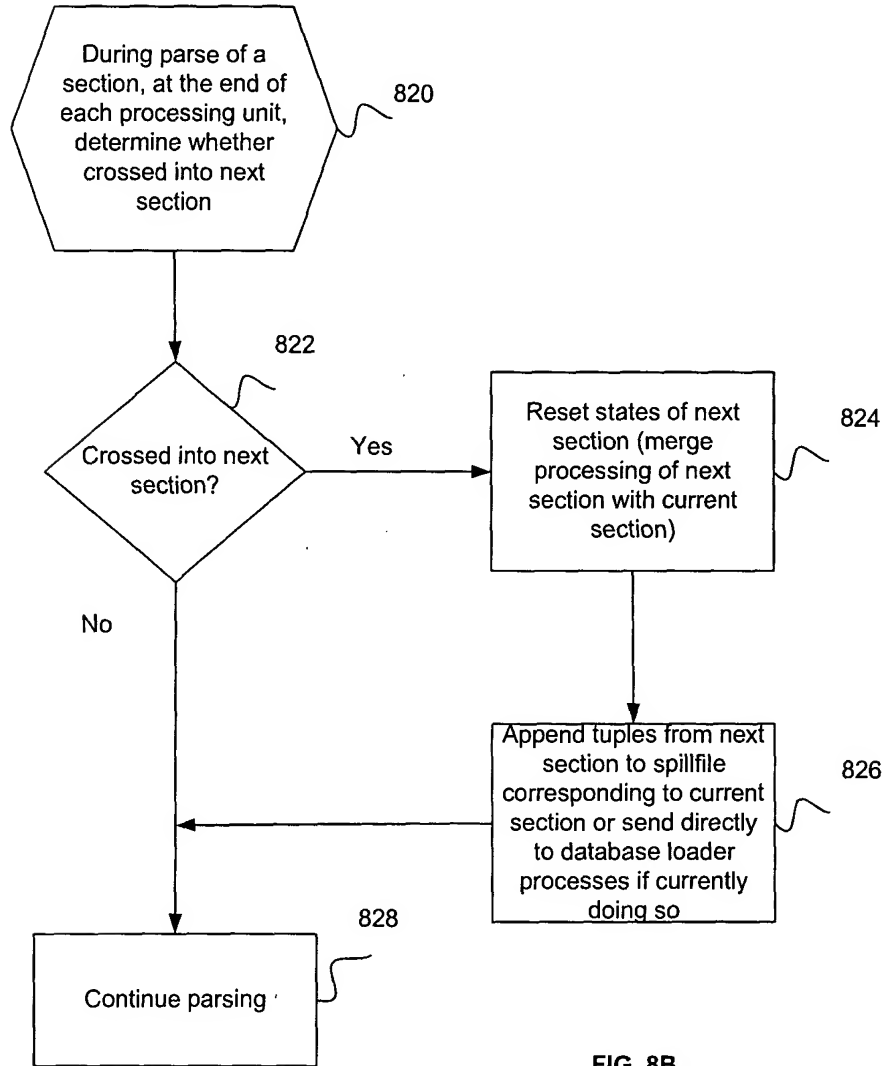 During parse of a
section, at the end of
each processing unit,
determine whether
crossed into next
section
820
822
Crossed into next
section?
Yes
No
Reset states of next
section (merge
processing of next
section with current
section)
824
Append tuples from next
section to spillfile
corresponding to current
section or send directly
to database loader
processes if currently
doing so
826
828
Continue parsing
FIG. 8B